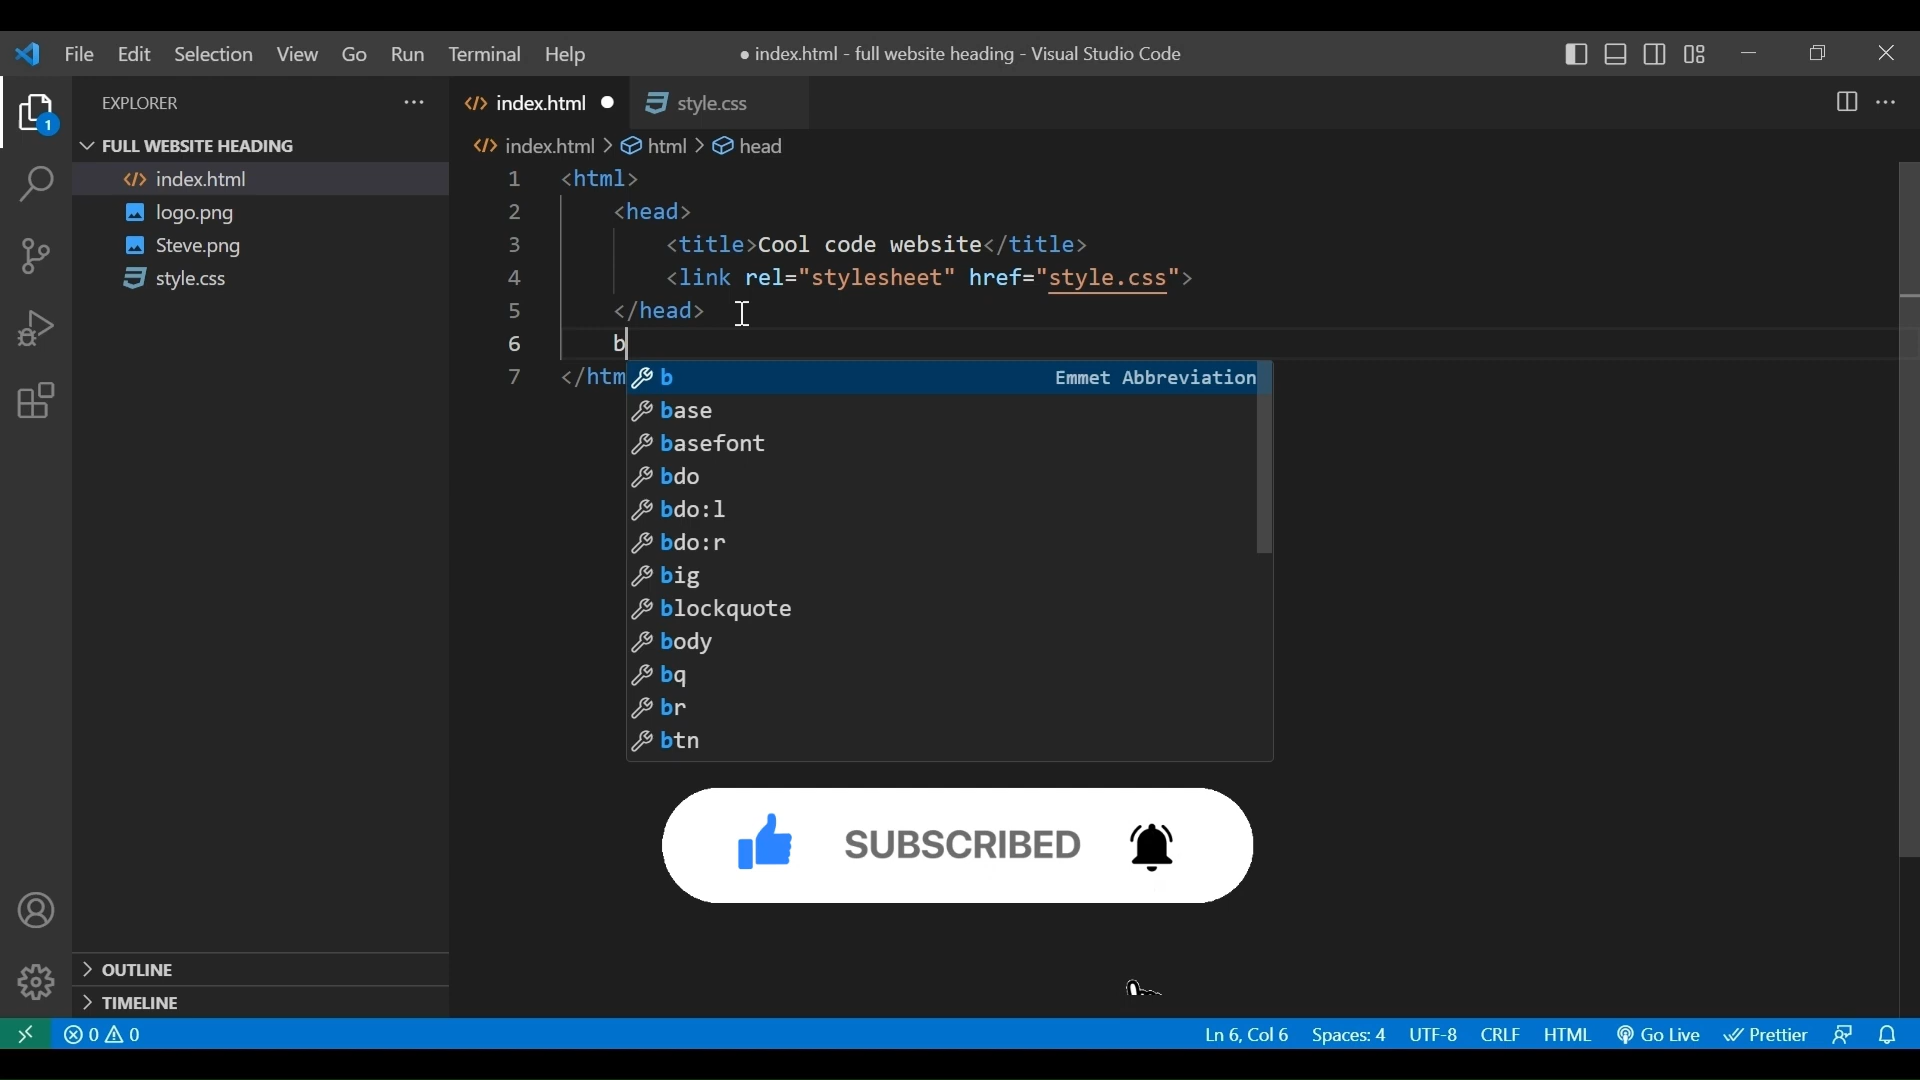 File Edit Selection View Go Run Terminal Help
● index.html - full website heading - Visual Studio Code
EXPLORER
index.html
style.css
1
FULL WEBSITE HEADING
index.html > html > head
index.html
logo.png
Steve.png
style.css
1 <html>
2 <head>
3 <title>Cool code website</title>
4 <link rel="stylesheet" href="style.css">
5 </head>
6 b
7 </htm
b Emmet Abbreviation
base
basefont
bdo
bdo:l
bdo:r
big
blockquote
body
bq
br
btn
SUBSCRIBED
OUTLINE
TIMELINE
0 0 Ln 6, Col 6 Spaces: 4 UTF-8 CRLF HTML Go Live Prettier